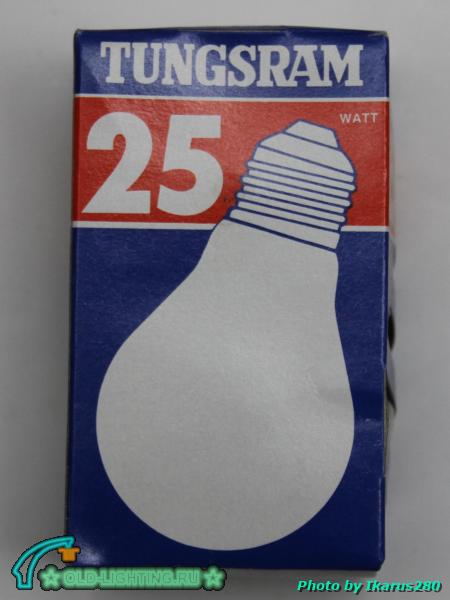 TUNGSRAM
25 WATT
OLD-LIGHTING.RU
Photo by Ikarus280